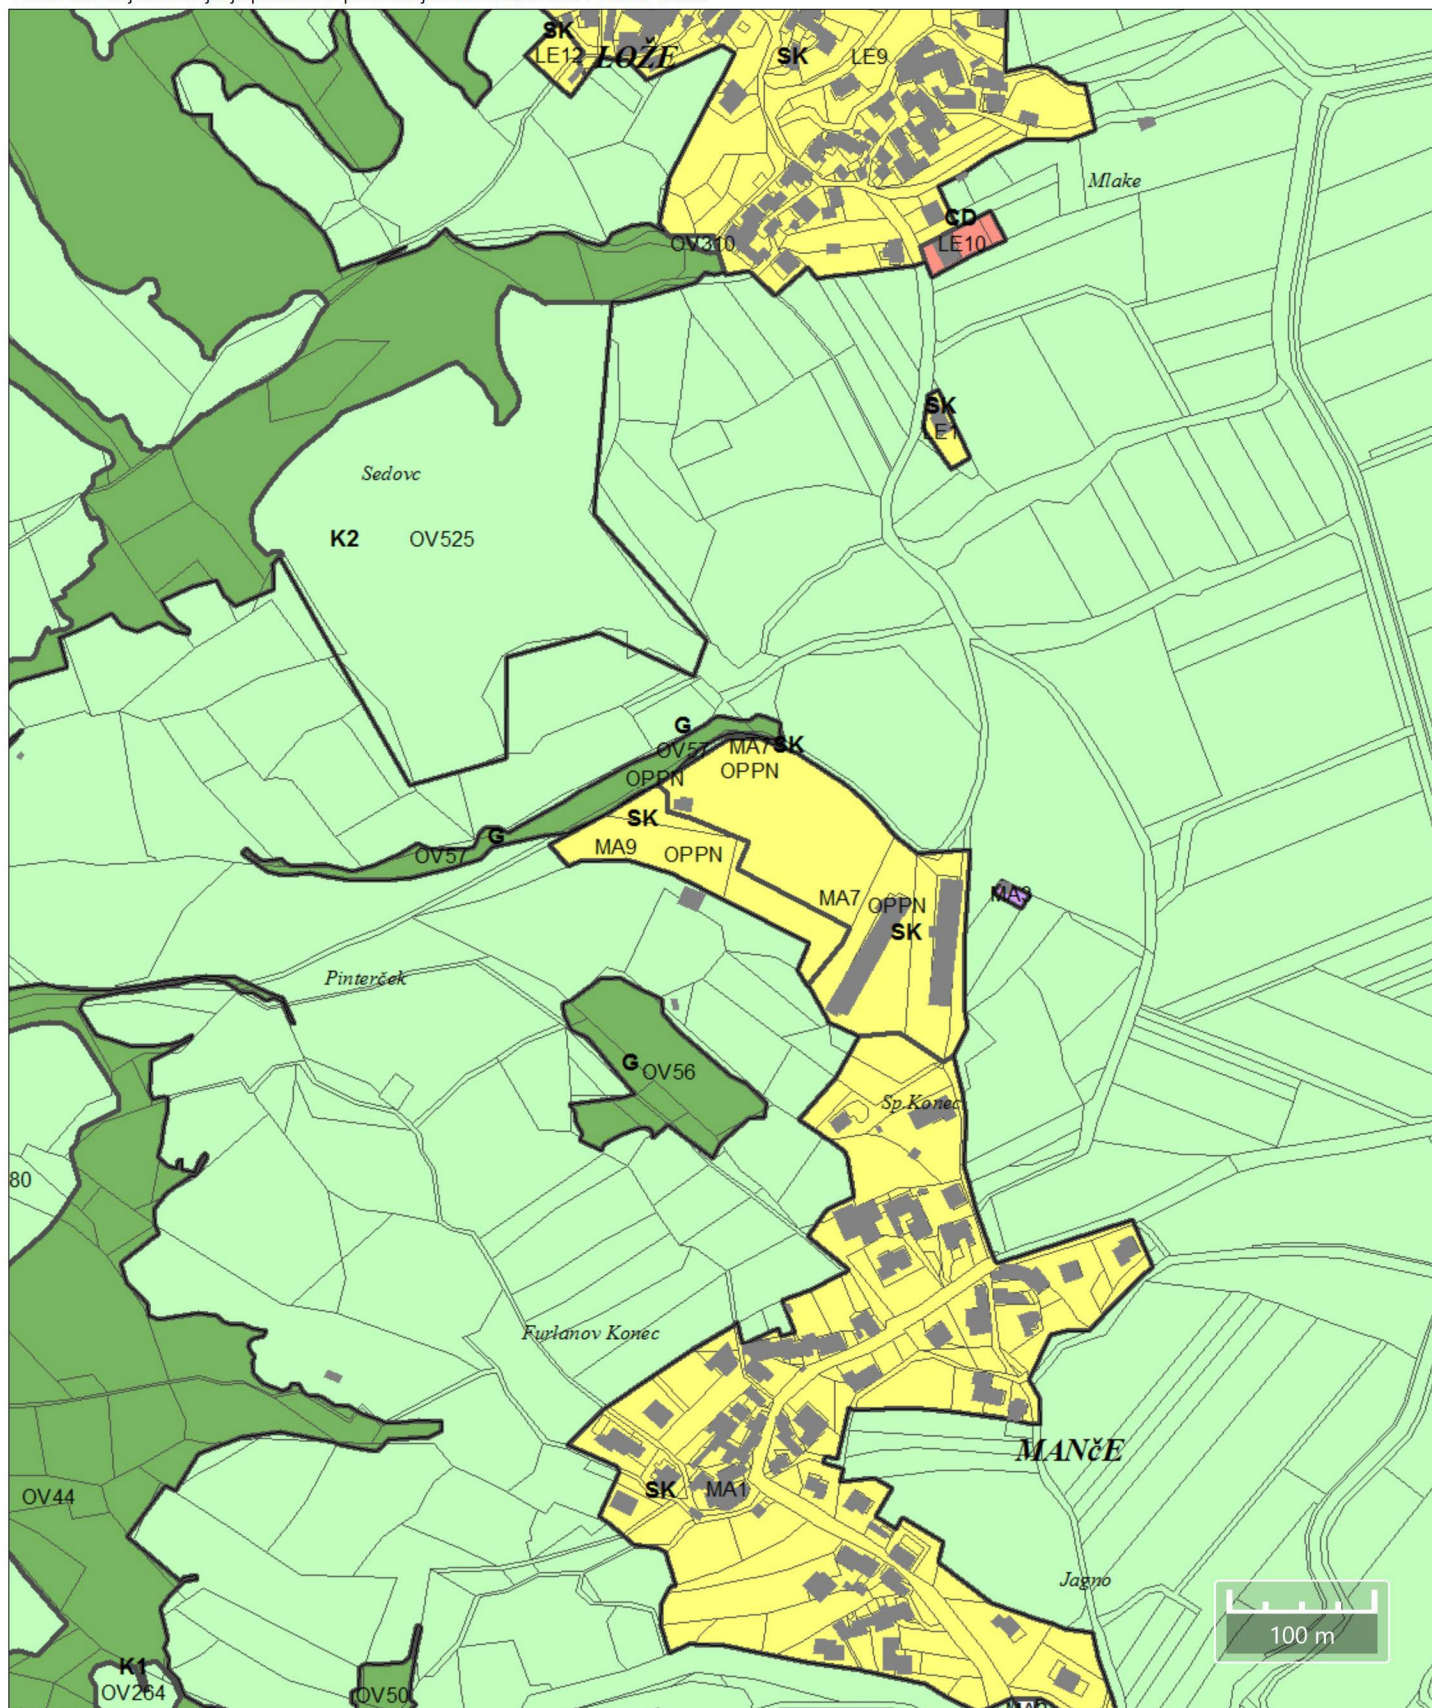 SK
LE12
LOŽE
SK
LE9
Mlake
CD
LE10
OV310
SK
LE1
Sedovc
K2 OV525
G
OV57
MA7 SK
OPPN
OPPN
SK
MA9
OPPN
G
OV57
MA7
OPPN
SK
Pinterček
G OV56
Sp.Konec
80
Furlanov Konec
MANčE
SK MA1
OV44
Jagno
100 m
K1
OV264
OV50